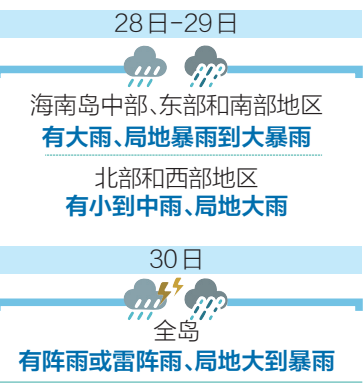 28日-29日
海南岛中部、东部和南部地区
有大雨、局地暴雨到大暴雨
北部和西部地区
有小到中雨、局地大雨
30日
全岛
有阵雨或雷阵雨、局地大到暴雨